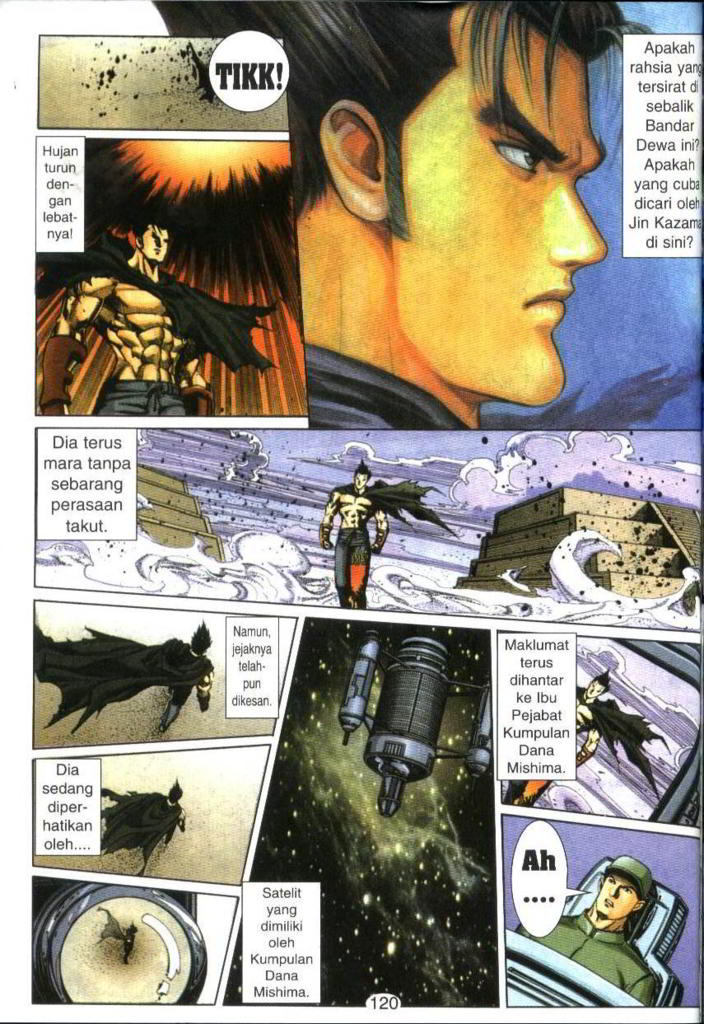 TIKK!
Hujan
turun
de-
ngan
lebat-
nya!
Apakah
rahsia yang
tersirat di
sebalik
Bandar
Dewa ini?
Apakah
yang cuba
dicari oleh
Jin Kazama
di sini?
Dia terus
mara tanpa
sebarang
perasaan
takut.
Namun,
jejaknya
telah-
pun
dikesan.
Dia
sedang
diper-
hatikan
oleh....
Satelit
yang
dimiliki
oleh
Kumpulan
Dana
Mishima.
Maklumat
terus
dihantar
ke Ibu
Pejabat
Kumpulan
Dana
Mishima.
Ah
....
120